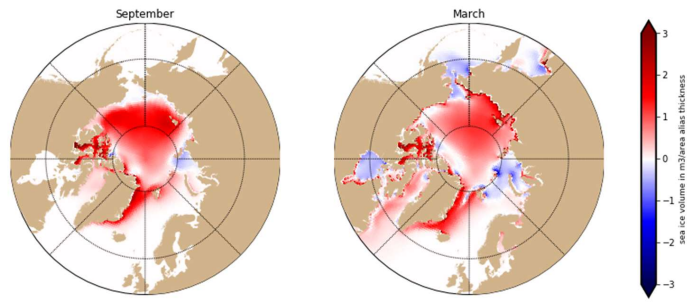 September
March
3
2
1
0
−1
−2
−3
sea ice volume in m3/area alias thickness